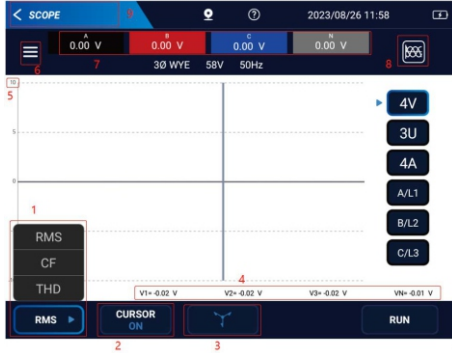 SCOPE 9 2023/08/26 11:58
A B C N
0.00 V 0.00 V 0.00 V 0.00 V
6 7 3Ø WYE 58V 50Hz 8
10
5
5
0
4V
3U
4A
A/L1
B/L2
C/L3
1
RMS
CF
THD
4
V1= -0.02 V V2= -0.02 V V3= -0.02 V VN= -0.01 V
RMS
CURSOR
ON
RUN
2 3